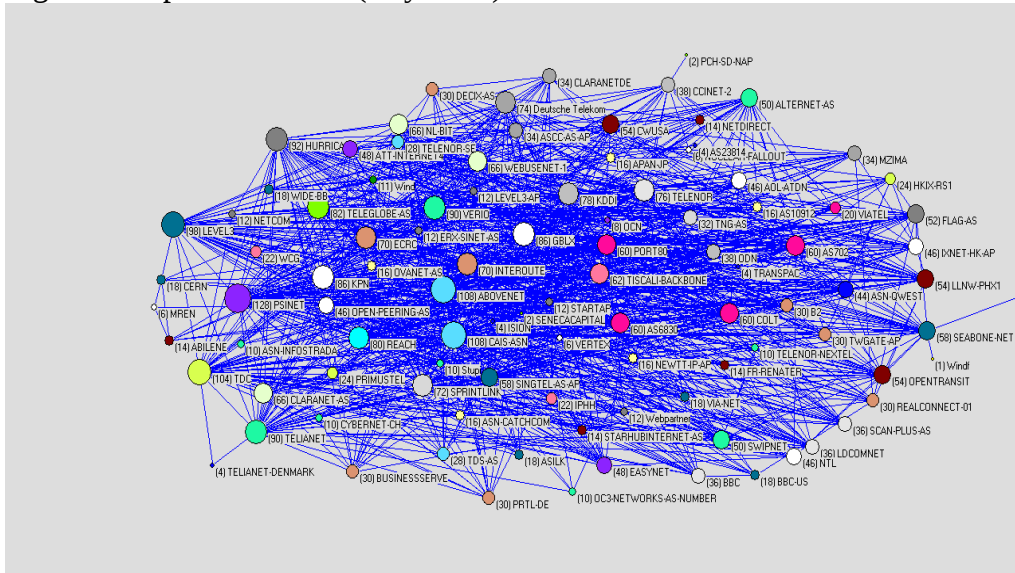 (2) PCH-SD-NAP
(34) CLARANETDE
(38) CCINET-2
(30) DECIX-AS
(74) Deutsche Telekom
(50) ALTERNET-AS
(66) NL-BIT
(34) ASCC-AS-AP
(54) CWUSA
(14) NETDIRECT
(92) HURRICA
(28) TELENOR-SE
(48) ATT-INTERNET4
(4) AS23814
(16) APAN JP
(34) MZIMA
(66) WEBUSENET-1
(11) Wind
(24) HKIX-RS1
(18) WIDE-BB
(12) LEVEL3-AP
(78) KDDI
(76) TELENOR
(46) AOL-ATDN
(12) NETCOM
(82) TELEGLOBE-AS
(90) VERIO
(32) TNG-AS
(16) AS10912
(20) VIATEL
(52) FLAG-AS
(98) LEVEL3
(8) OCN
(12) ERX-SINET-AS
(86) GBLX
(70) ECRC
(60) PORT80
(38) ODN
(60) AS702
(46) IXNET-HK-AP
(22) WCG
(16) OVANET-AS
(70) INTEROUTE
(62) TISCALI-BACKBONE
(4) TRANSPAC
(18) CERN
(86) KPN
(54) LLNW-PHX1
(108) ABOVENET
(44) ASN-QWEST
(6) MREN
(128) PSINET
(46) OPEN-PEERING-AS
(12) STARTAP
(2) SENECACAPITAL
(60) COLT
(30) B2
(4) ISION
(60) AS6830
(58) SEABONE-NET
(14) ABILENE
(10) ASN-INFOSTRADA
(80) REACH
(108) CAIS-ASN
(6) VERTEX
(30) TWGATE-AP
(10) TELENOR-NEXTEL
(16) NEWTT-IP-AP
(1) Windf
(104) TDC
(24) PRIMUSTEL
(10) Stupi
(58) SINGTEL-AS-AP
(14) FR-RENATER
(54) OPENTRANSIT
(66) CLARANET-AS
(72) SPRINTLINK
(22) IPHH
(18) VIA-NET
(30) REALCONNECT-01
(12) Webpartner
(10) CYBERNET-CH
(16) ASN-CATCHCOM
(36) SCAN-PLUS-AS
(90) TELIANET
(14) STARHUBINTERNET-AS
(50) SWIPNET
(36) LDCOMNET
(28) TDS-AS
(18) ASILK
(46) NTL
(4) TELIANET-DENMARK
(30) BUSINESSSERVE
(48) EASYNET
(36) BBC
(18) BBC-US
(10) OC3-NETWORKS-AS-NUMBER
(30) PRTL-DE